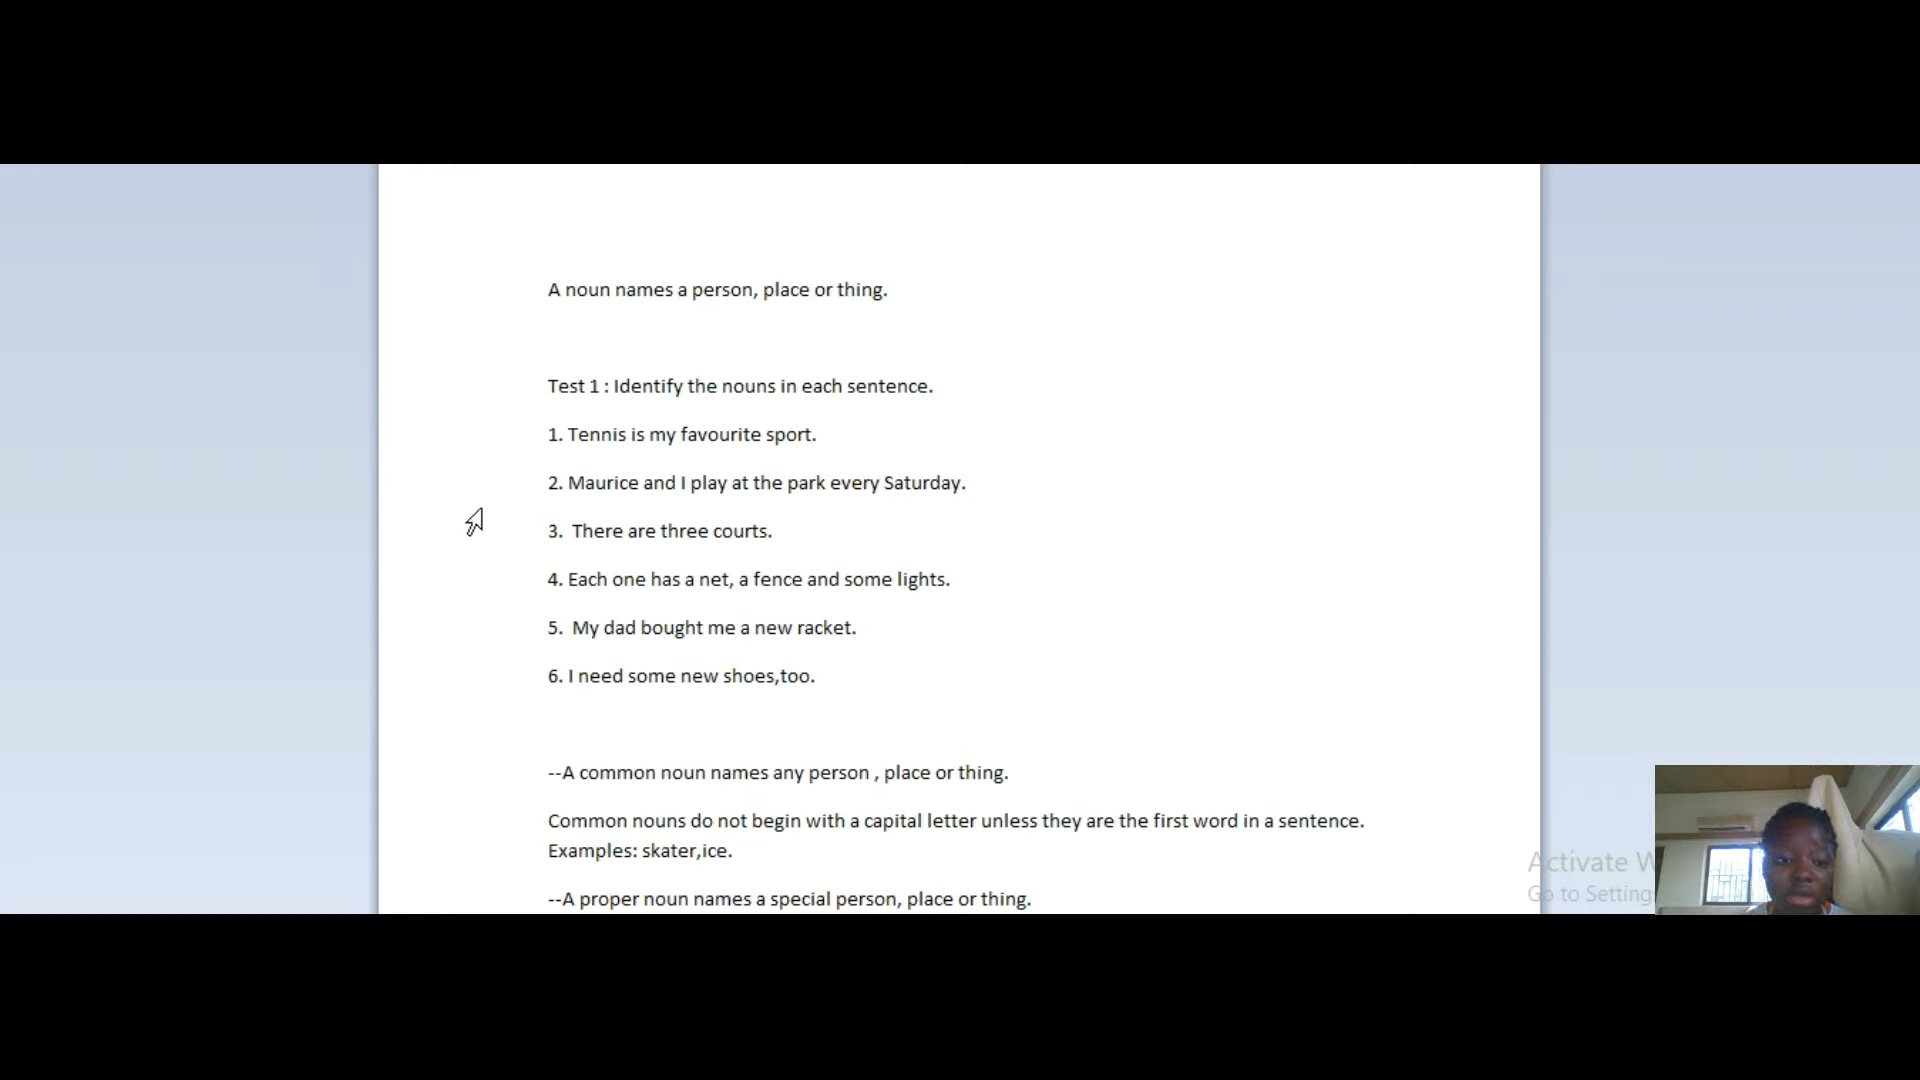 A noun names a person, place or thing.
Test 1 : Identify the nouns in each sentence.
1. Tennis is my favourite sport.
2. Maurice and I play at the park every Saturday.
3.  There are three courts.
4. Each one has a net, a fence and some lights.
5.  My dad bought me a new racket.
6. I need some new shoes,too.
--A common noun names any person , place or thing.
Common nouns do not begin with a capital letter unless they are the first word in a sentence.
Examples: skater,ice.
--A proper noun names a special person, place or thing.
Activate W
Go to Setting